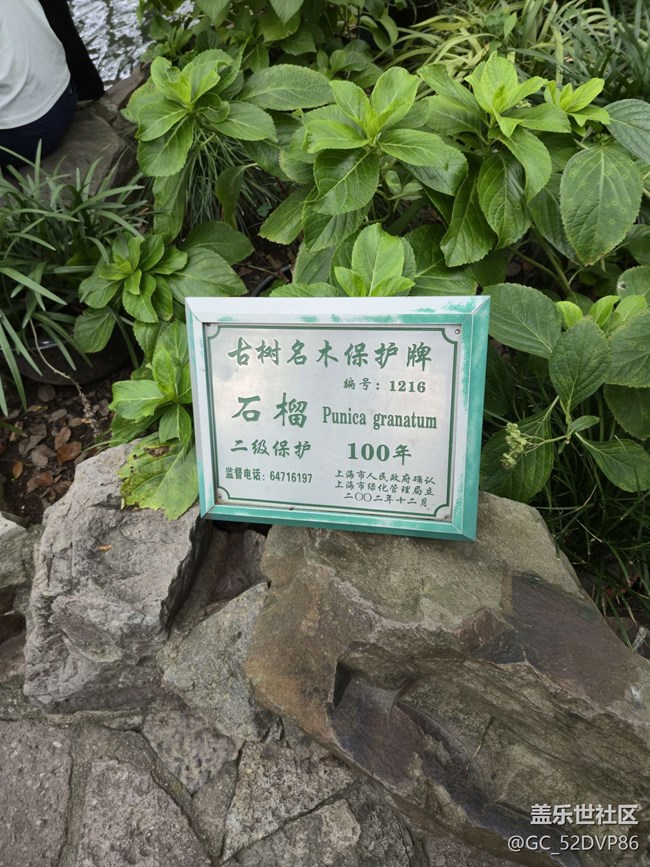 古树名木保护牌
编号：1216
石榴 Punica granatum
二级保护 100年
监督电话：64716197
上海市人民政府确认
上海市绿化管理局立
二〇〇二年十二月
盖乐世社区
@GC_52DVP86